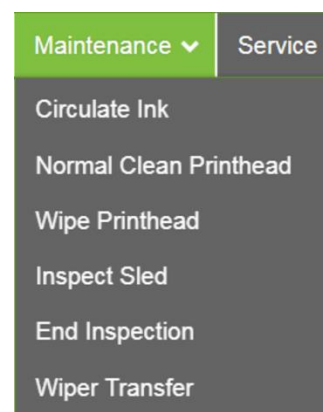 Maintenance Service
Circulate Ink
Normal Clean Printhead
Wipe Printhead
Inspect Sled
End Inspection
Wiper Transfer